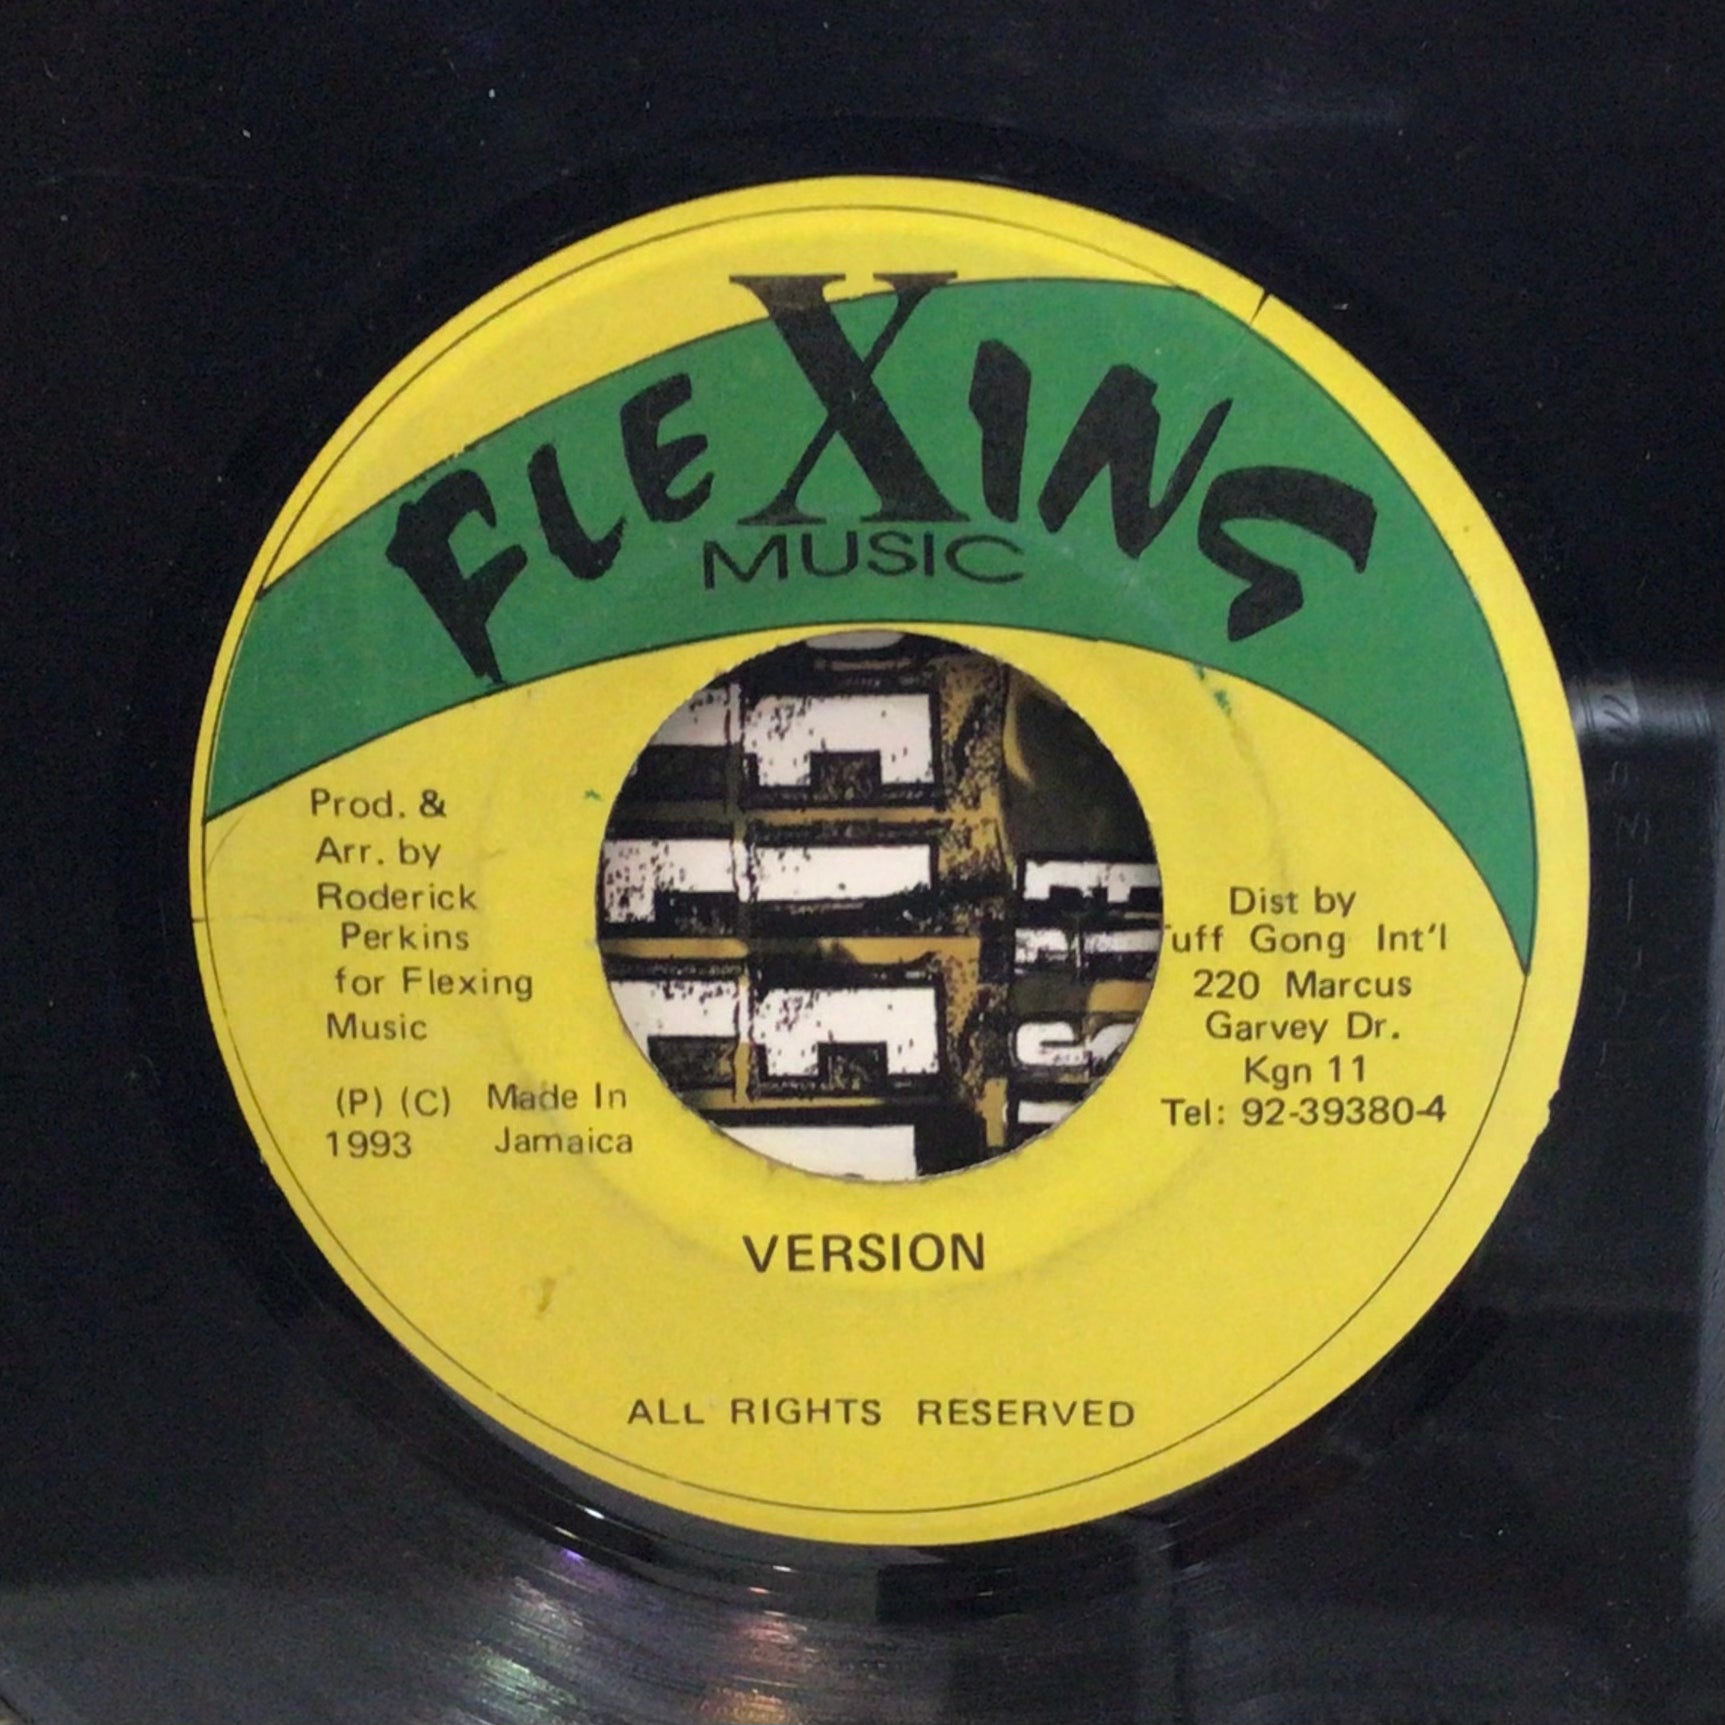 FLEXING
MUSIC
Prod. &
Arr. by
Roderick
Perkins
for Flexing
Music
(P) (C) Made In
1993 Jamaica
Dist by
uff Gong Int'l
220 Marcus
Garvey Dr.
Kgn 11
Tel: 92-39380-4
VERSION
ALL RIGHTS RESERVED